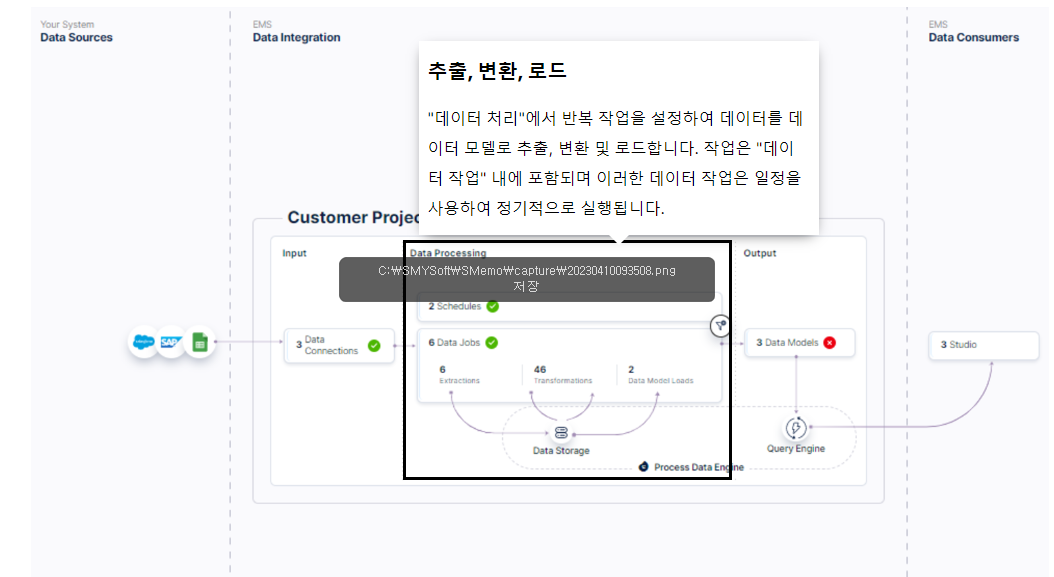 Your System
Data Sources
EMS
Data Integration
EMS
Data Consumers
추출, 변환, 로드
"데이터 처리"에서 반복 작업을 설정하여 데이터를 데
이터 모델로 추출, 변환 및 로드합니다. 작업은 "데이
터 작업" 내에 포함되며 이러한 데이터 작업은 일정을
사용하여 정기적으로 실행됩니다.
Customer Projec
Input
Data Processing
Output
C:₩SMYSoft₩SMemo₩capture₩20230410093508.png
저장
2 Schedules
salesforce
SAP
3 Data
Connections
6 Data Jobs
6
Extractions
46
Transformations
2
Data Model Loads
3 Data Models
3 Studio
Data Storage
Query Engine
Process Data Engine